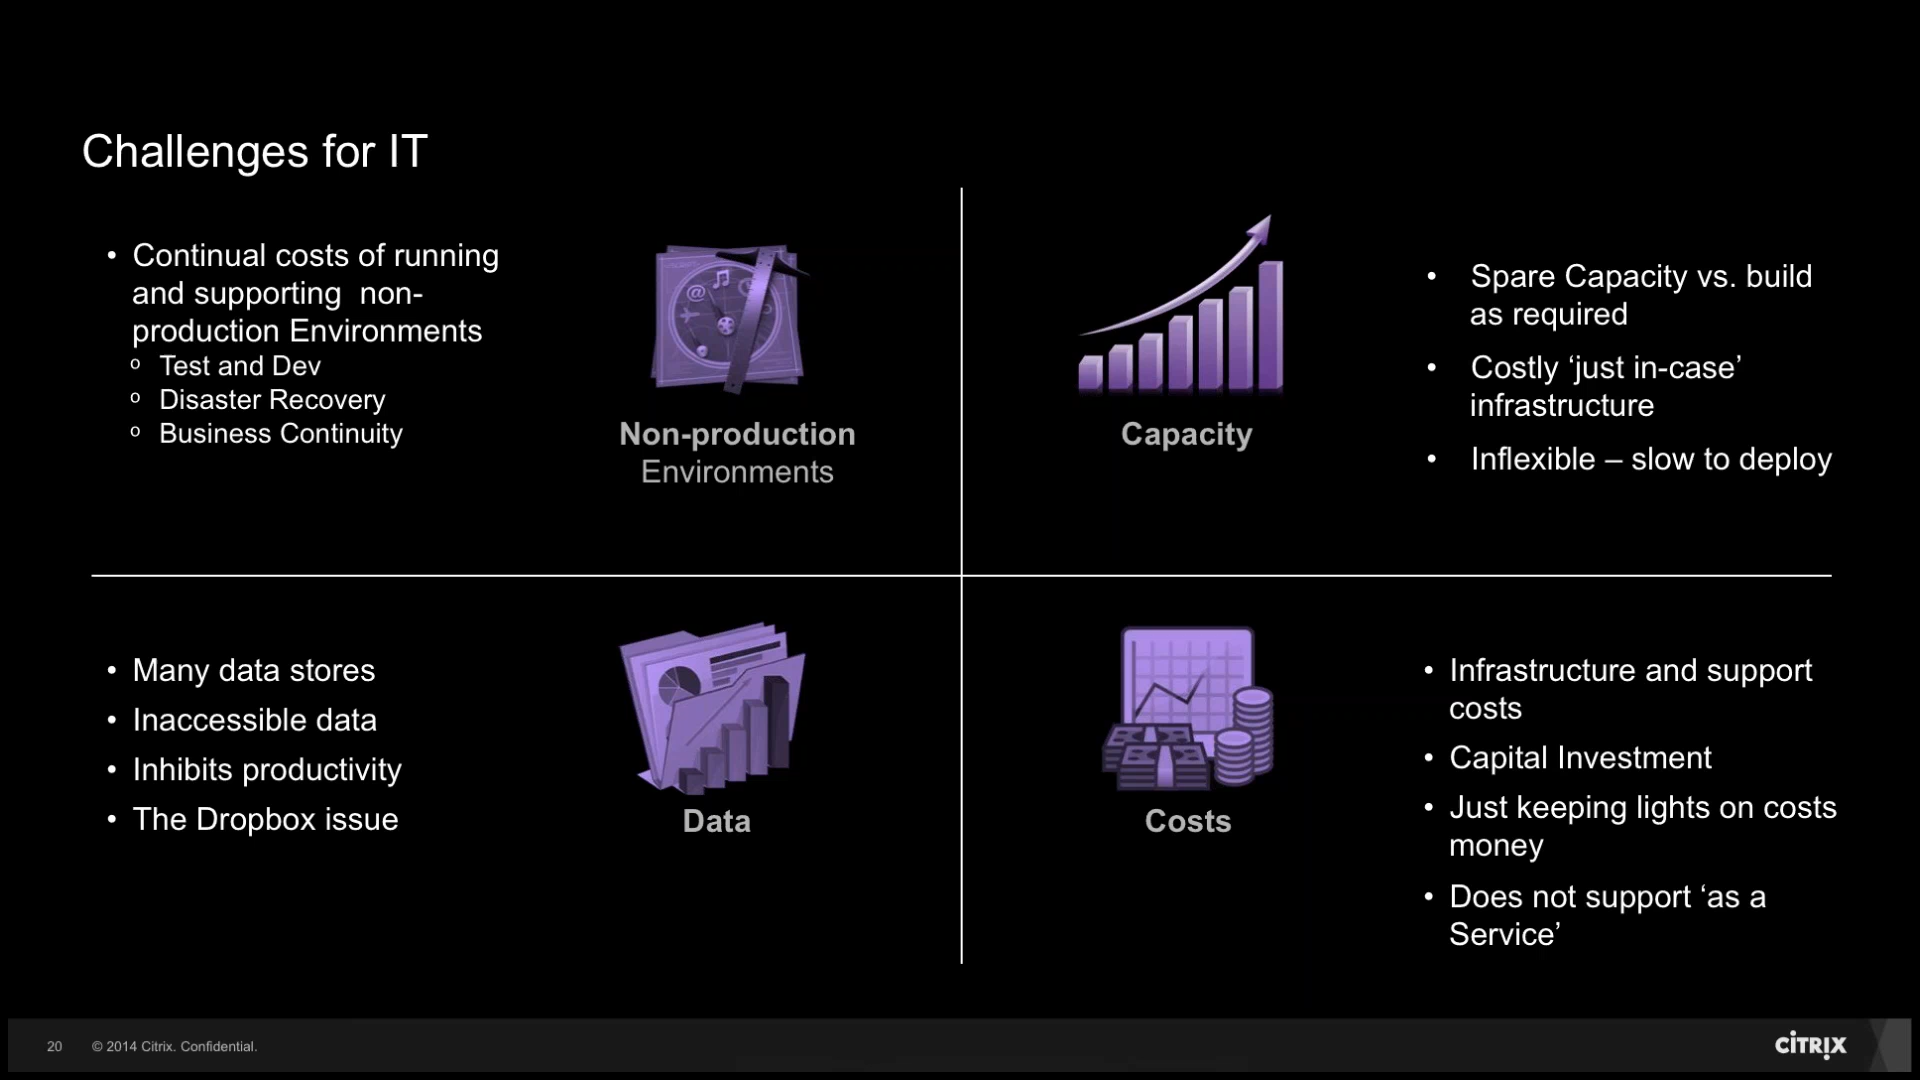 Challenges for IT
• Continual costs of running
and supporting  non-
production Environments
o Test and Dev
o Disaster Recovery
o Business Continuity
Non-production
Environments
Capacity
• Spare Capacity vs. build
as required
• Costly ‘just in-case’
infrastructure
• Inflexible – slow to deploy
• Many data stores
• Inaccessible data
• Inhibits productivity
• The Dropbox issue
Data
Costs
• Infrastructure and support
costs
• Capital Investment
• Just keeping lights on costs
money
• Does not support ‘as a
Service’
20 © 2014 Citrix. Confidential.
CITRIX